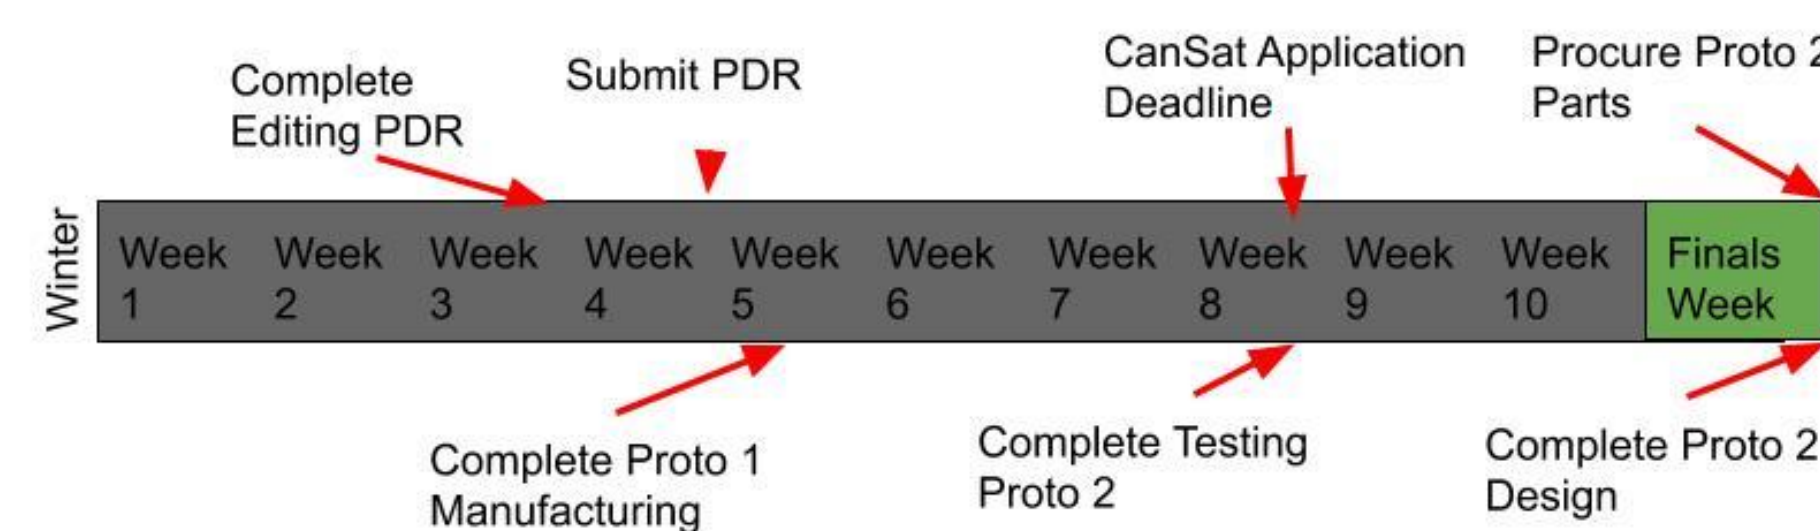 Complete
Editing PDR
Submit PDR
CanSat Application
Deadline
Procure Proto 2
Parts
Winter
Week
1
Week
2
Week
3
Week
4
Week
5
Week
6
Week
7
Week
8
Week
9
Week
10
Finals
Week
Complete Proto 1
Manufacturing
Complete Testing
Proto 2
Complete Proto 2
Design